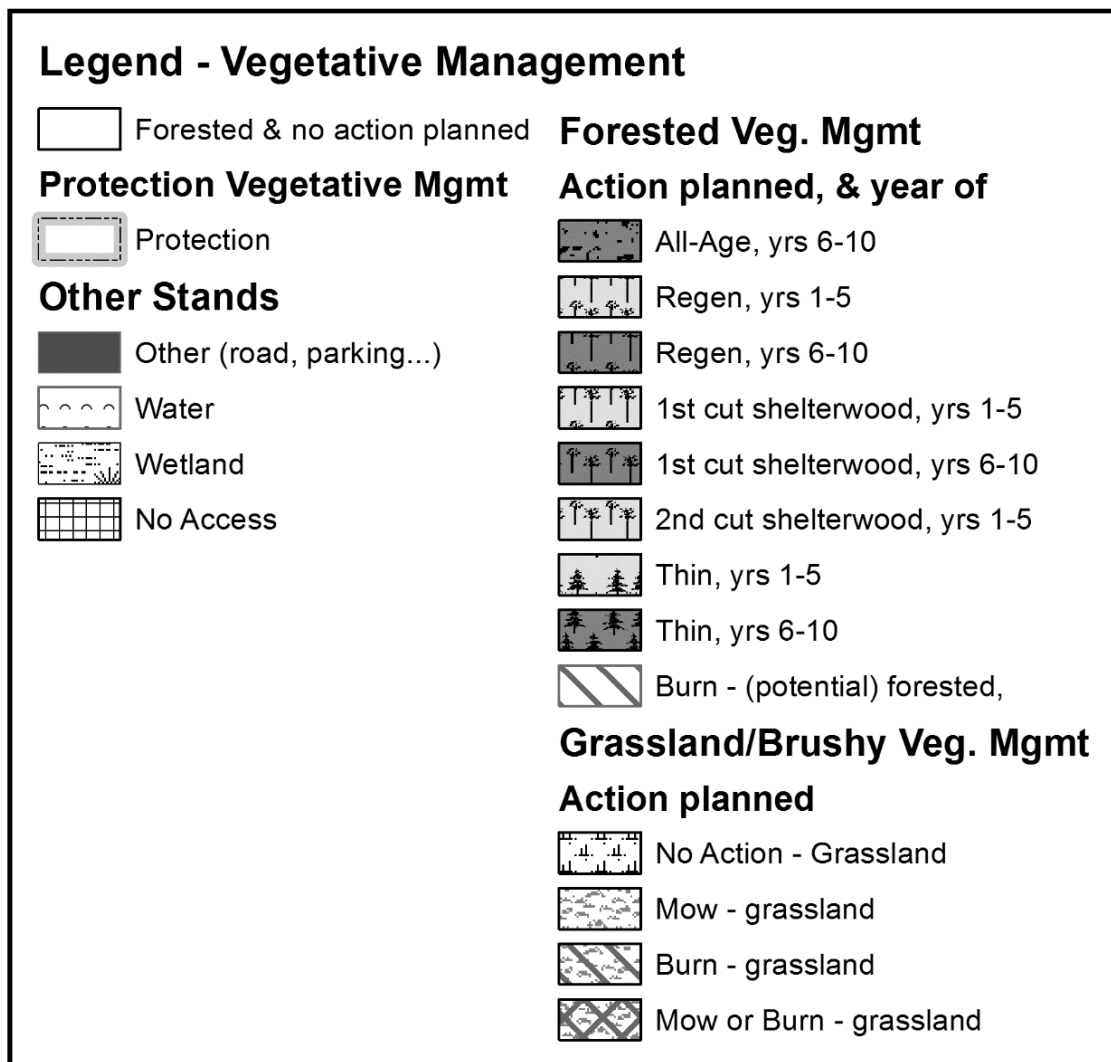 Legend - Vegetative Management
Forested & no action planned
Protection Vegetative Mgmt
Protection
Other Stands
Other (road, parking...)
Water
Wetland
No Access
Forested Veg. Mgmt
Action planned, & year of
All-Age, yrs 6-10
Regen, yrs 1-5
Regen, yrs 6-10
1st cut shelterwood, yrs 1-5
1st cut shelterwood, yrs 6-10
2nd cut shelterwood, yrs 1-5
Thin, yrs 1-5
Thin, yrs 6-10
Burn - (potential) forested,
Grassland/Brushy Veg. Mgmt
Action planned
No Action - Grassland
Mow - grassland
Burn - grassland
Mow or Burn - grassland